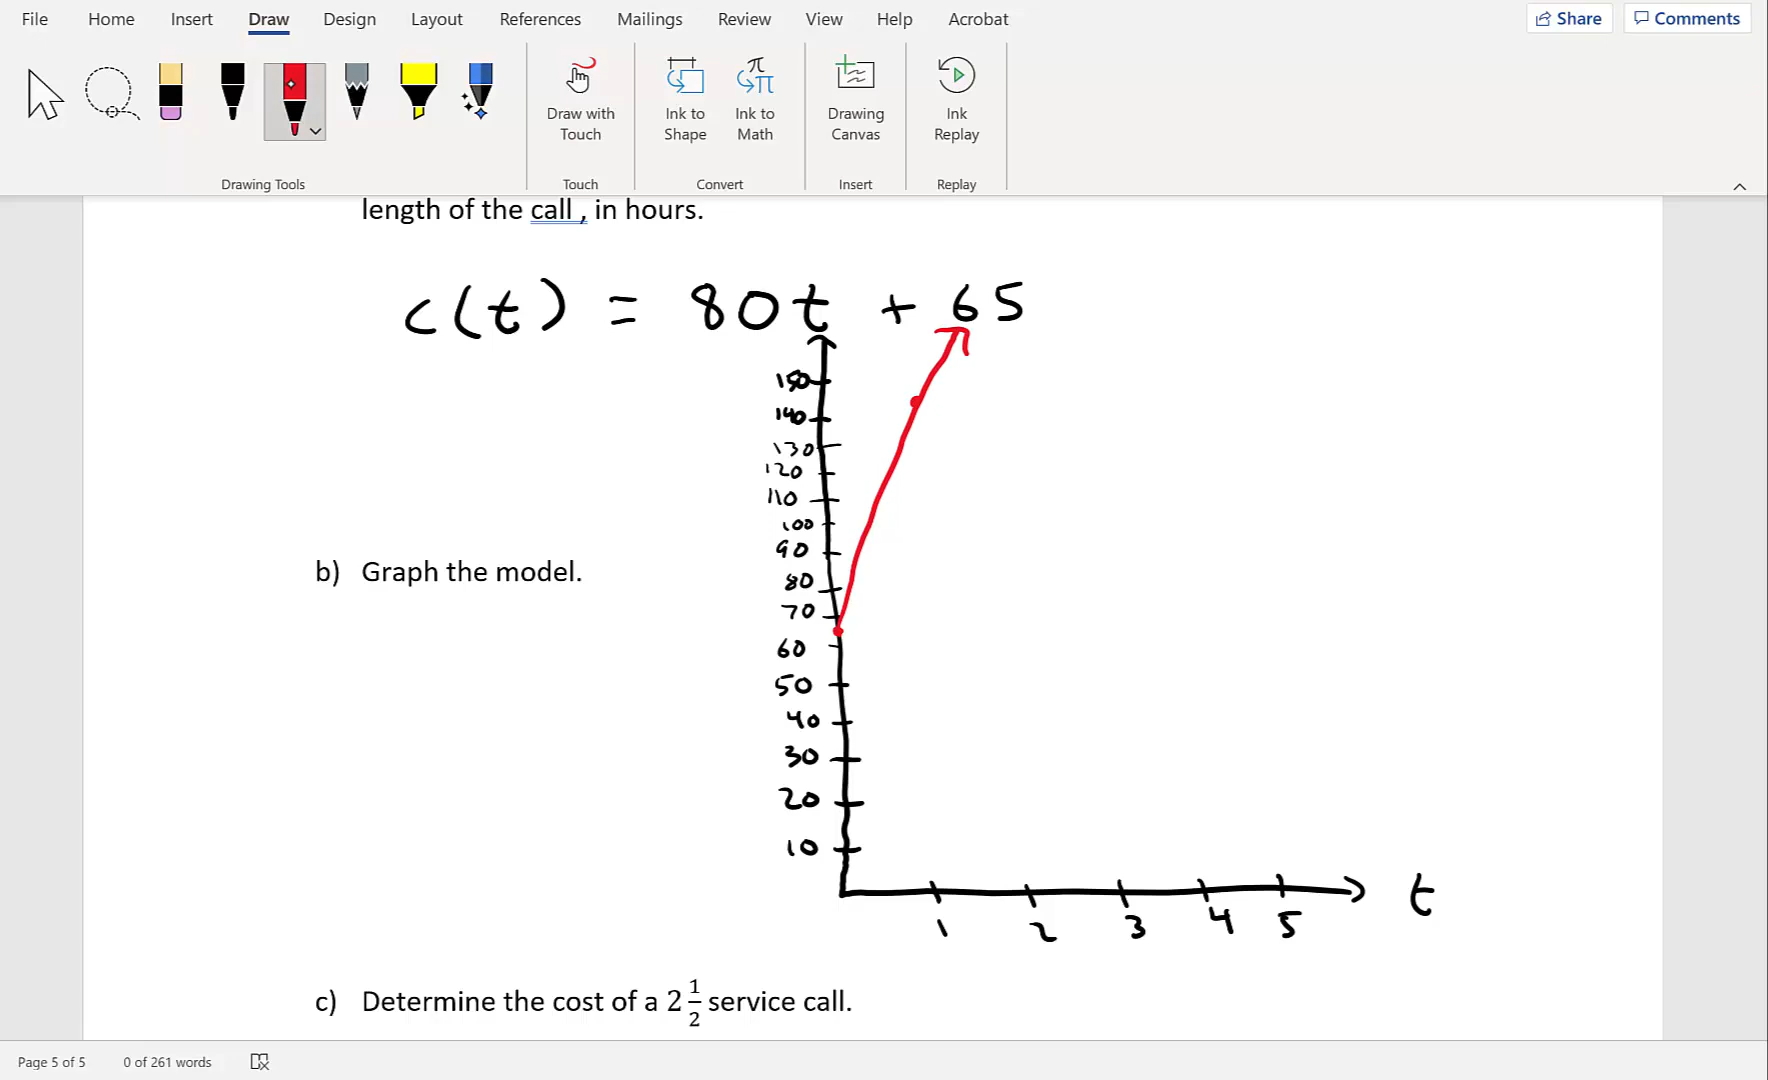 File Home Insert Draw Design Layout References Mailings Review View Help Acrobat Share Comments
Draw with Touch
Ink to Shape
Ink to Math
Drawing Canvas
Ink Replay
Drawing Tools Touch Convert Insert Replay
length of the call , in hours.
c(t) = 80t + 65
150
140
130
120
110
100
90
80
70
60
50
40
30
20
10
b) Graph the model.
1 2 3 4 5 t
c) Determine the cost of a 2 1/2 service call.
Page 5 of 5 0 of 261 words